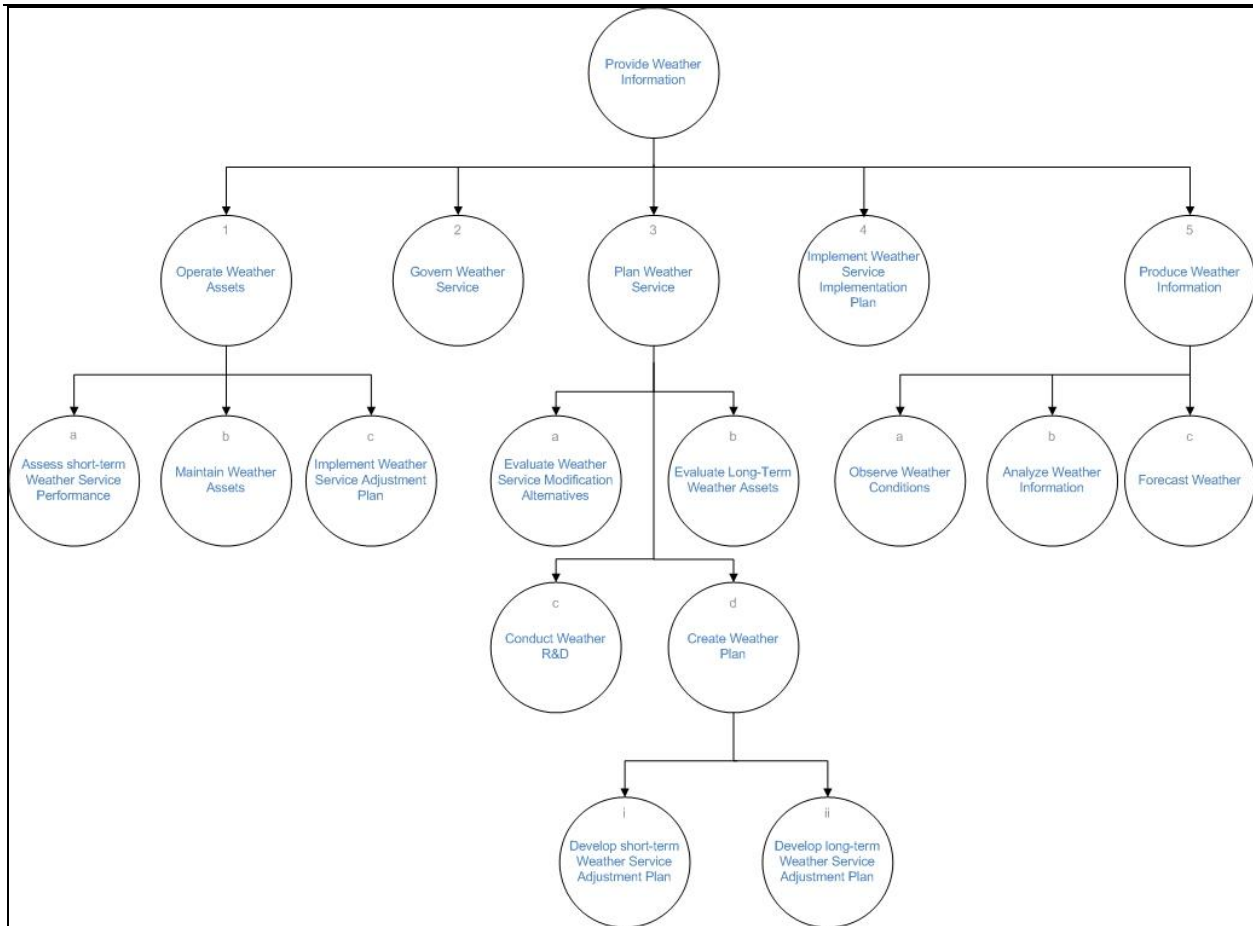 Provide Weather
Information
1
Operate Weather
Assets
2
Govern Weather
Service
3
Plan Weather
Service
4
Implement Weather
Service
Implementation
Plan
5
Produce Weather
Information
a
Assess short-term
Weather Service
Performance
b
Maintain Weather
Assets
c
Implement Weather
Service Adjustment
Plan
a
Evaluate Weather
Service Modification
Alternatives
b
Evaluate Long-Term
Weather Assets
a
Observe Weather
Conditions
b
Analyze Weather
Information
c
Forecast Weather
c
Conduct Weather
R&D
d
Create Weather
Plan
i
Develop short-term
Weather Service
Adjustment Plan
ii
Develop long-term
Weather Service
Adjustment Plan